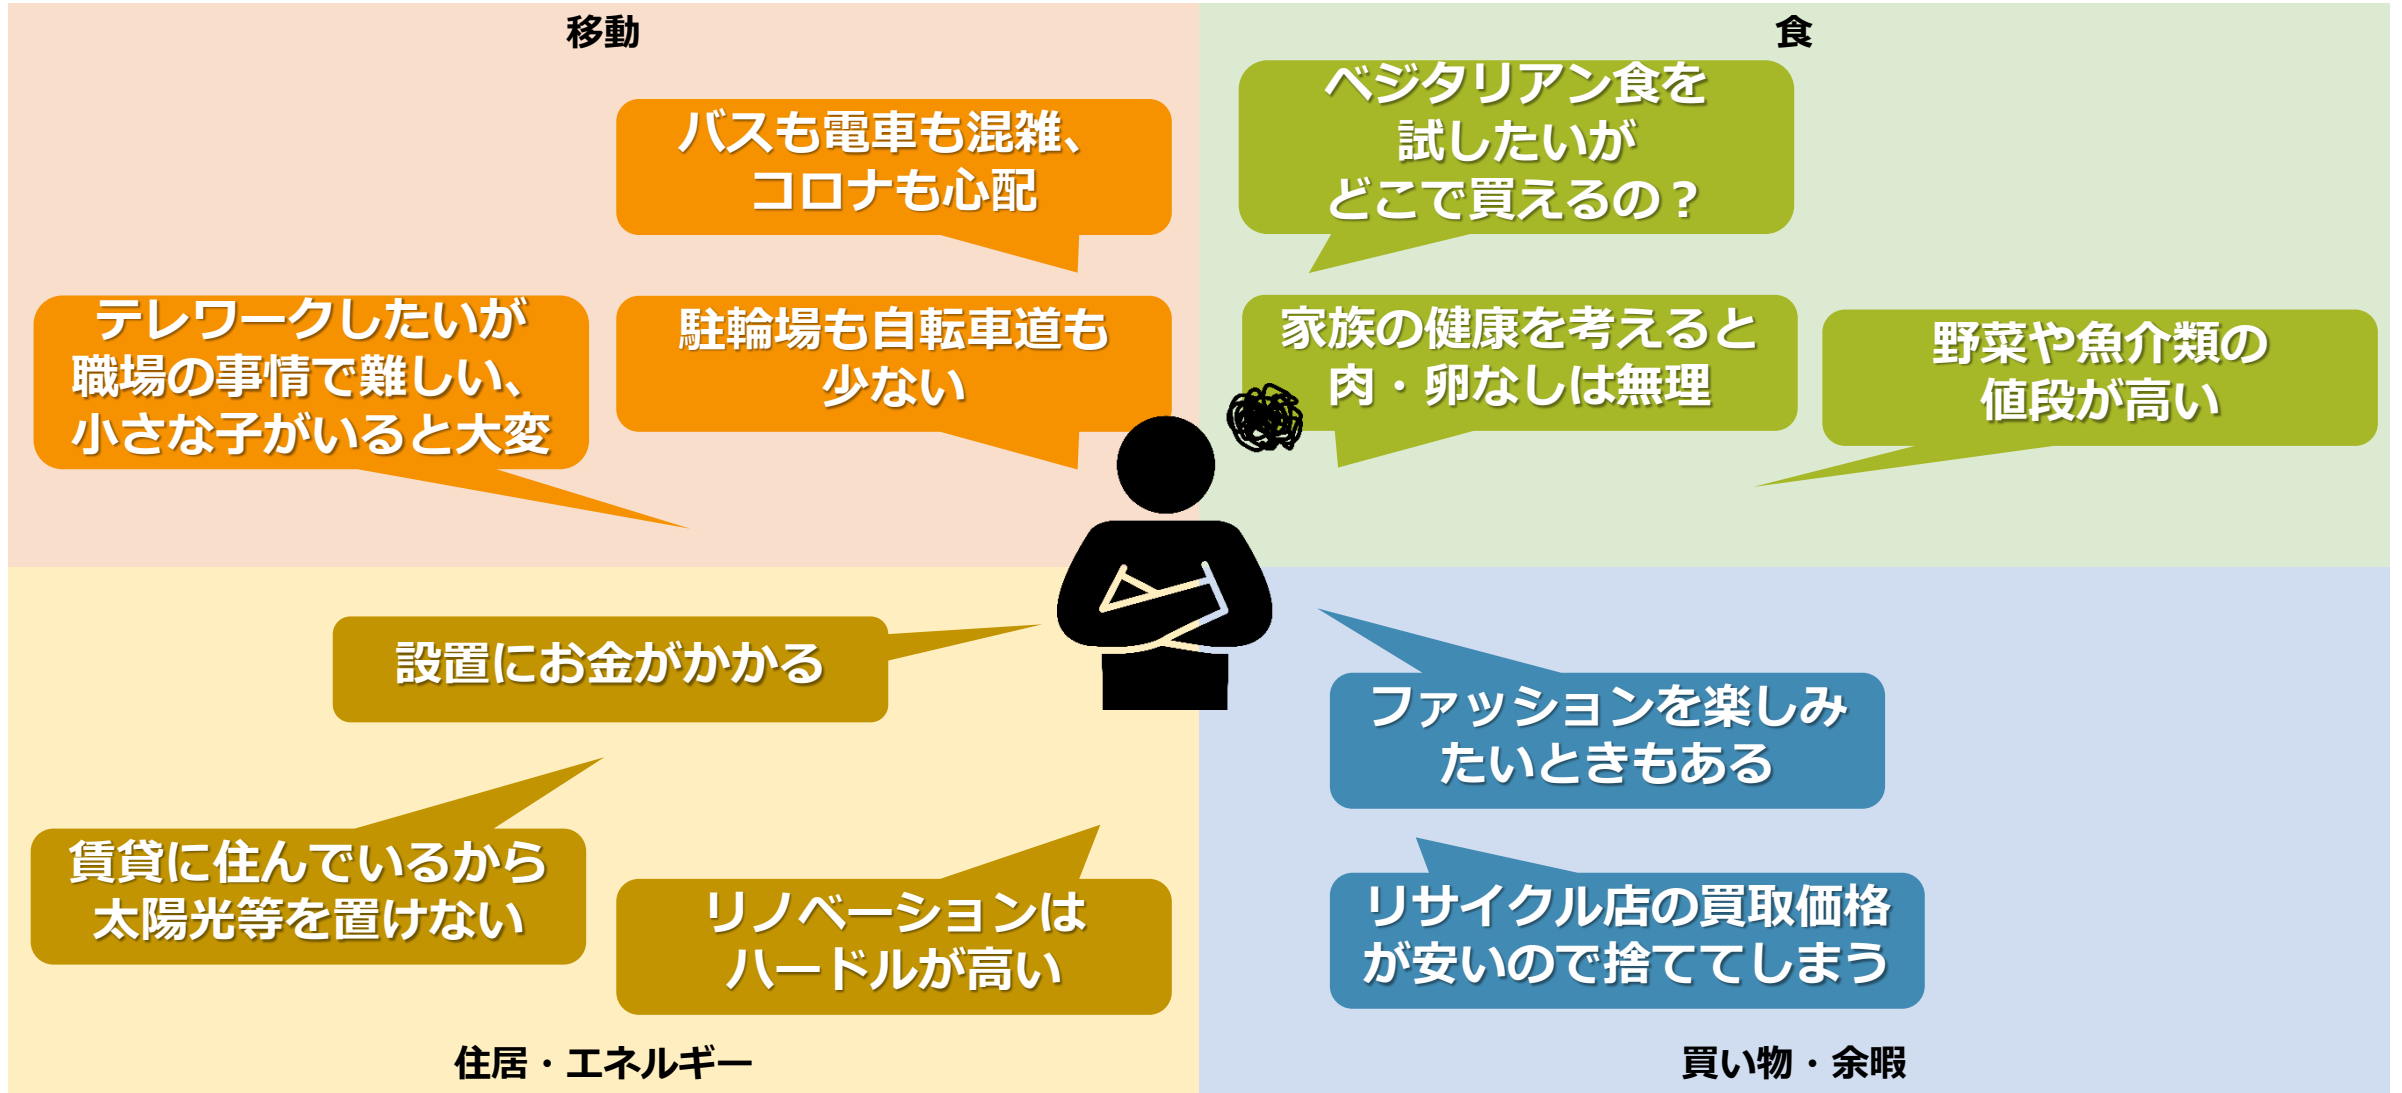 移動
バスも電車も混雑、
コロナも心配
テレワークしたいが
職場の事情で難しい、
小さな子がいると大変
駐輪場も自転車道も
少ない
食
ベジタリアン食を
試したいが
どこで買えるの？
家族の健康を考えると
肉・卵なしは無理
野菜や魚介類の
値段が高い
設置にお金がかかる
賃貸に住んでいるから
太陽光等を置けない
リノベーションは
ハードルが高い
住居・エネルギー
ファッションを楽しみ
たいときもある
リサイクル店の買取価格
が安いので捨ててしまう
買い物・余暇